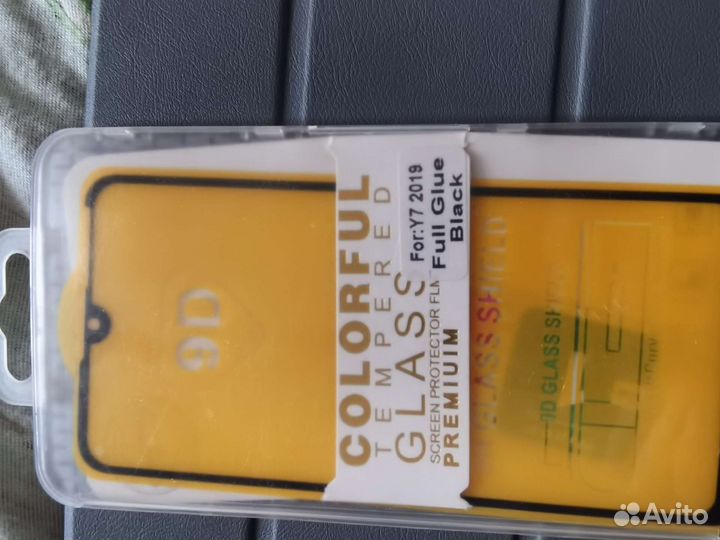 9D
COLORFUL
TEMPERED
GLASS
SCREEN PROTECTOR FLM
PREMIUIM
For:Y7 2019
Full Glue
Black
GLASS SHIELD
9D GLASS SHIELD
Avito